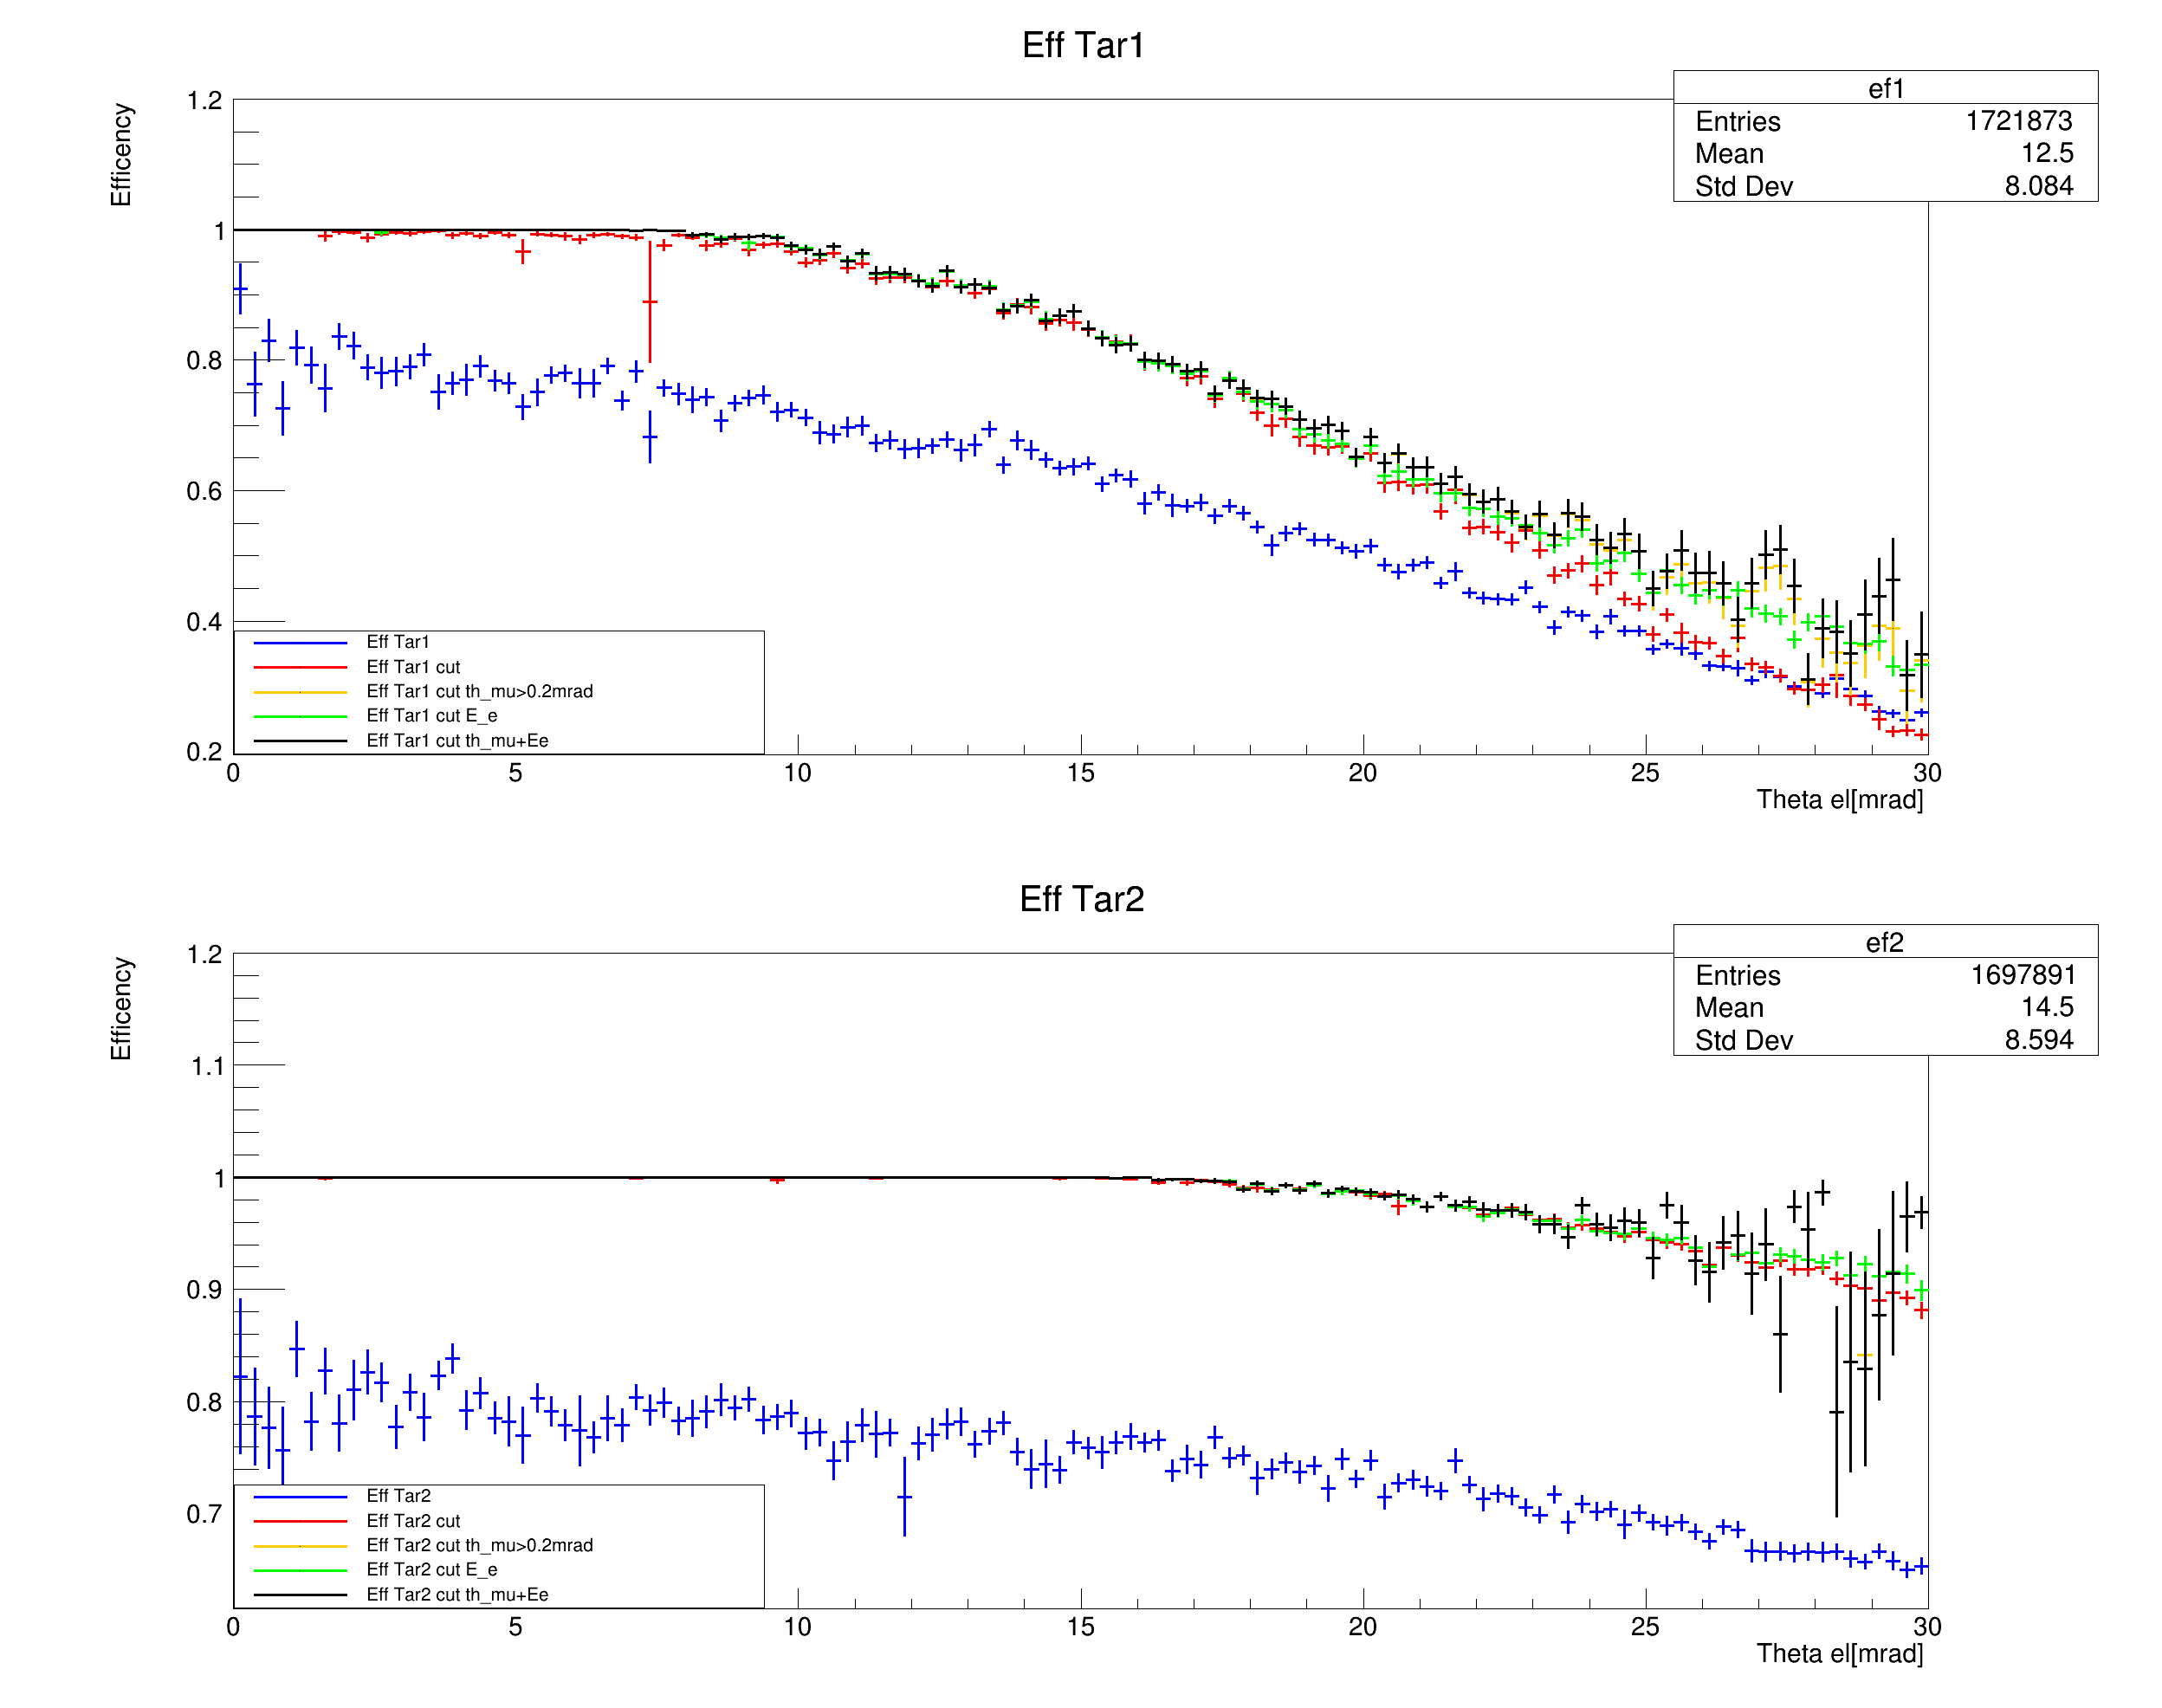 Eff Tar1
ef1
Entries 1721873
Mean 12.5
Std Dev 8.084
Efficency
1.2
1
0.8
0.6
0.4
0.2
Eff Tar1
Eff Tar1 cut
Eff Tar1 cut th_mu>0.2mrad
Eff Tar1 cut E_e
Eff Tar1 cut th_mu+Ee
0 5 10 15 20 25 30
Theta el[mrad]
Eff Tar2
ef2
Entries 1697891
Mean 14.5
Std Dev 8.594
Efficency
1.2
1.1
1
0.9
0.8
0.7
Eff Tar2
Eff Tar2 cut
Eff Tar2 cut th_mu>0.2mrad
Eff Tar2 cut E_e
Eff Tar2 cut th_mu+Ee
0 5 10 15 20 25 30
Theta el[mrad]